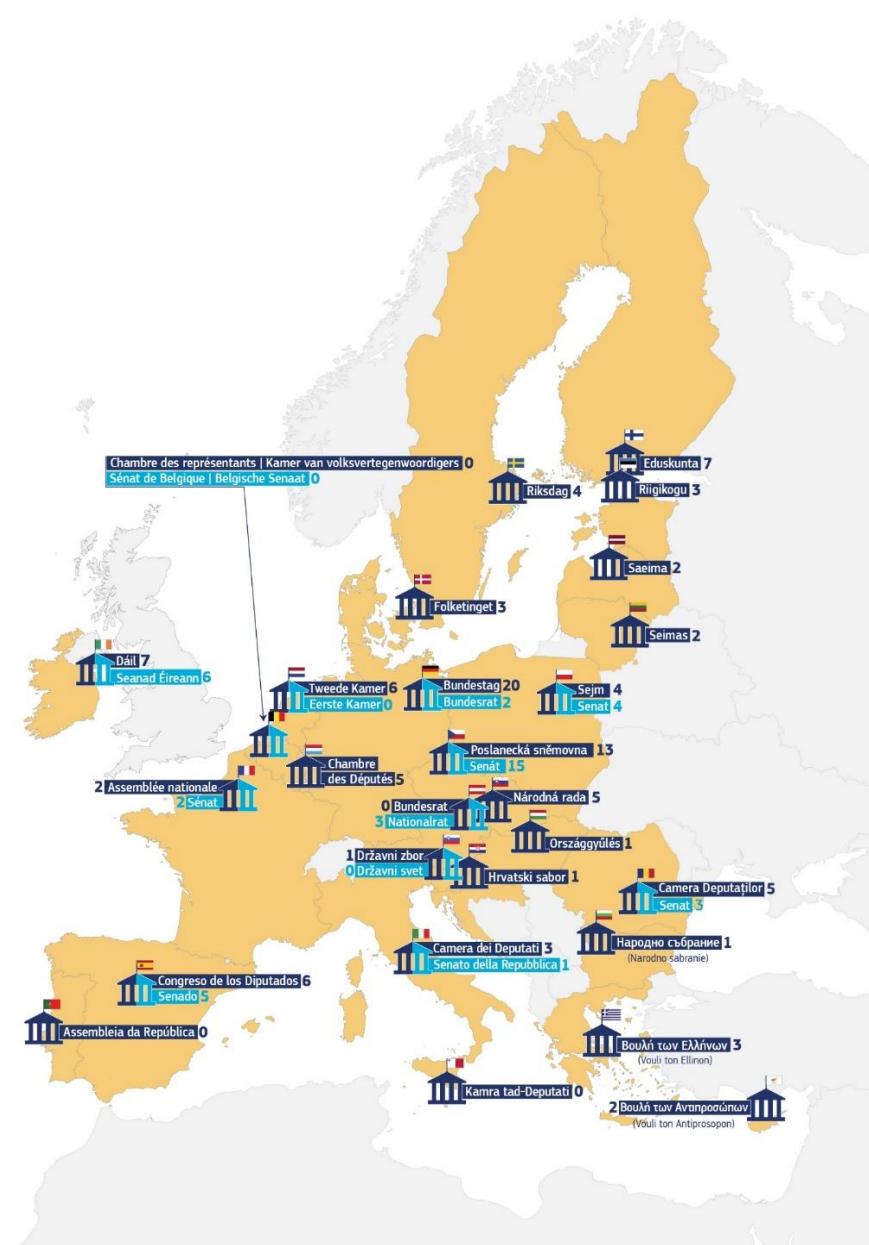 Chambre des représentants | Kamer van volksvertegenwoordigers 0
Sénat de Belgique | Belgische Senaat 0
Eduskunta 7
Riksdag 4
Riigikogu 3
Saeima 2
Folketinget 3
Seimas 2
Dáil 7
Seanad Éireann 6
Tweede Kamer 6
Eerste Kamer 0
Bundestag 20
Bundesrat 2
Sejm 4
Senat 4
Poslanecká sněmovna 13
Senát 15
Chambre
des Députés 5
2 Assemblée nationale
2 Sénat
0 Bundesrat
3 Nationalrat
Národná rada 5
Országgyűlés 1
1 Državni zbor
0 Državni svet
Hrvatski sabor 1
Camera Deputaților 5
Senat 3
Народно събрание 1
(Narodno sabranie)
Camera dei Deputati 3
Senato della Repubblica 1
Congreso de los Diputados 6
Senado 5
Assembleia da República 0
Βουλή των Ελλήνων 3
(Vouli ton Ellinon)
Kamra tad-Deputati 0
2 Βουλή των Αντιπροσώπων
(Vouli ton Antiprosopon)